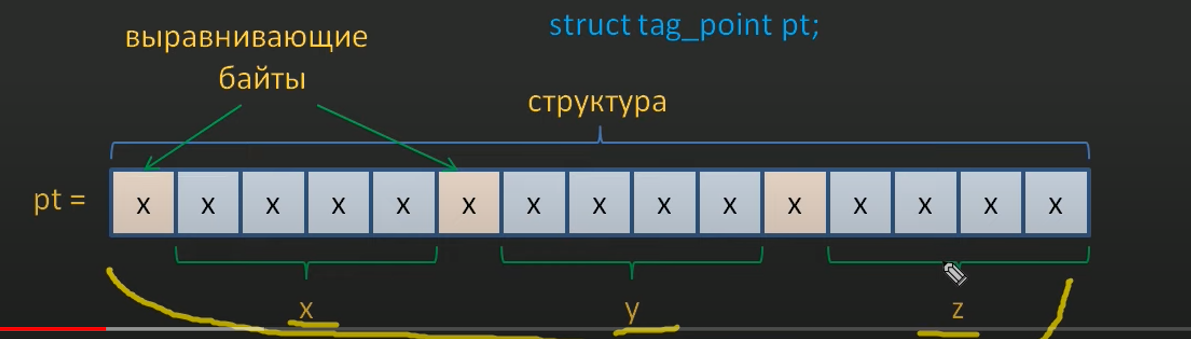 struct tag_point pt;
выравнивающие
байты
структура
pt = x x x x x x x x x x x x x x x
x y z